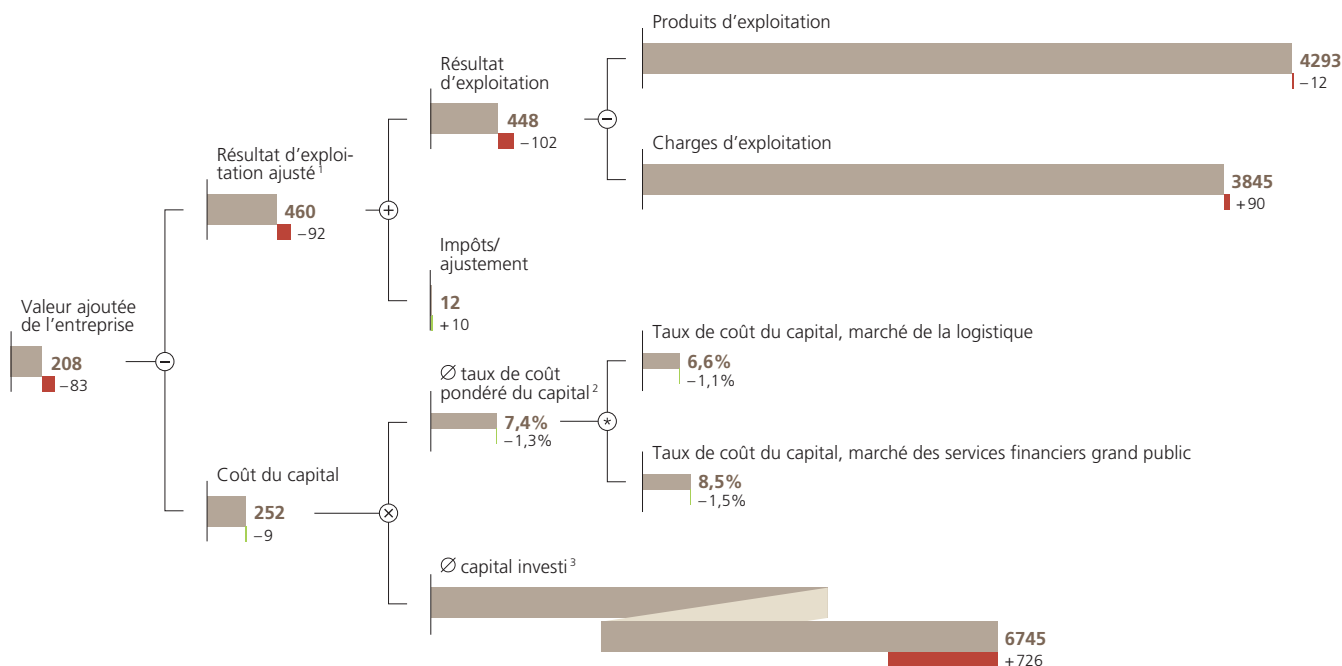 Produits d'exploitation
4293
–12
Résultat
d'exploitation
448
–102
–
Charges d'exploitation
3845
+90
Résultat d'exploi-
tation ajusté 1
460
–92
+
Impôts/
ajustement
12
+10
Valeur ajoutée
de l'entreprise
208
–83
–
Taux de coût du capital, marché de la logistique
6,6%
–1,1%
Ø taux de coût
pondéré du capital 2
7,4%
–1,3%
*
Taux de coût du capital, marché des services financiers grand public
8,5%
–1,5%
Coût du capital
252
–9
×
Ø capital investi 3
6745
+726